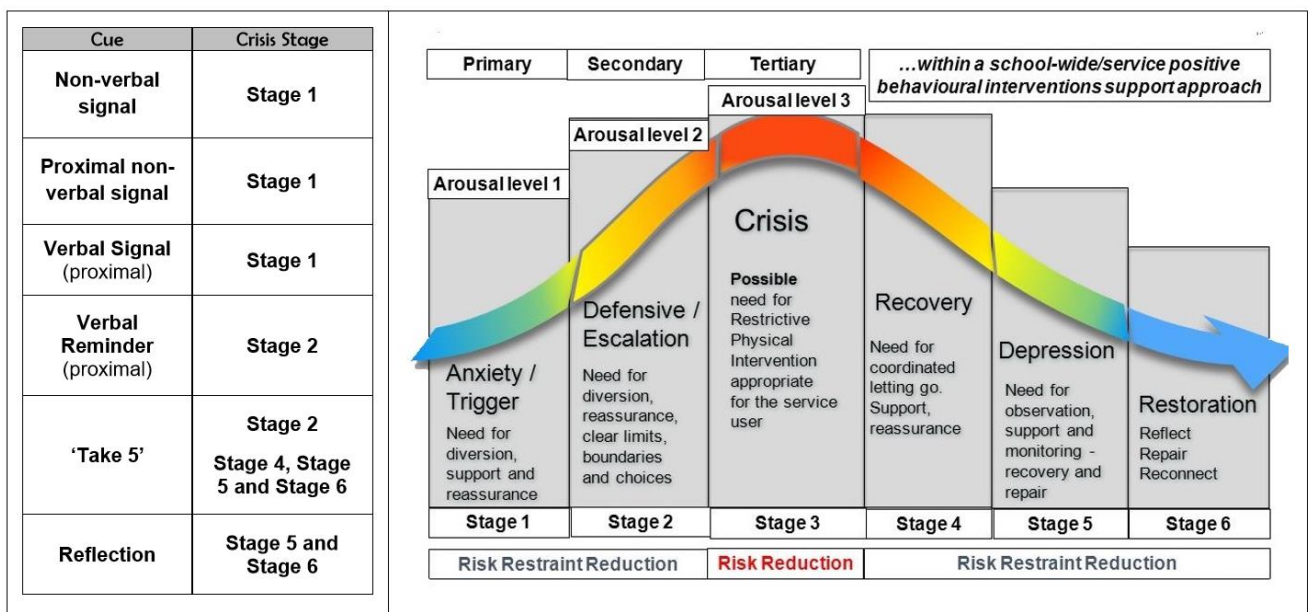 Cue Crisis Stage
Non-verbal
signal
Stage 1
Proximal non-
verbal signal
Stage 1
Verbal Signal
(proximal)
Stage 1
Verbal
Reminder
(proximal)
Stage 2
‘Take 5’
Stage 2
Stage 4, Stage
5 and Stage 6
Reflection
Stage 5 and
Stage 6
Primary
Secondary
Tertiary
...within a school-wide/service positive
behavioural interventions support approach
Arousal level 1
Arousal level 2
Arousal level 3
Anxiety /
Trigger
Need for
diversion,
support and
reassurance
Defensive /
Escalation
Need for
diversion,
reassurance,
clear limits,
boundaries
and choices
Crisis
Possible
need for
Restrictive
Physical
Intervention
appropriate
for the service
user
Recovery
Need for
coordinated
letting go.
Support,
reassurance
Depression
Need for
observation,
support and
monitoring -
recovery and
repair
Restoration
Reflect
Repair
Reconnect
Stage 1
Stage 2
Stage 3
Stage 4
Stage 5
Stage 6
Risk Restraint Reduction
Risk Reduction
Risk Restraint Reduction